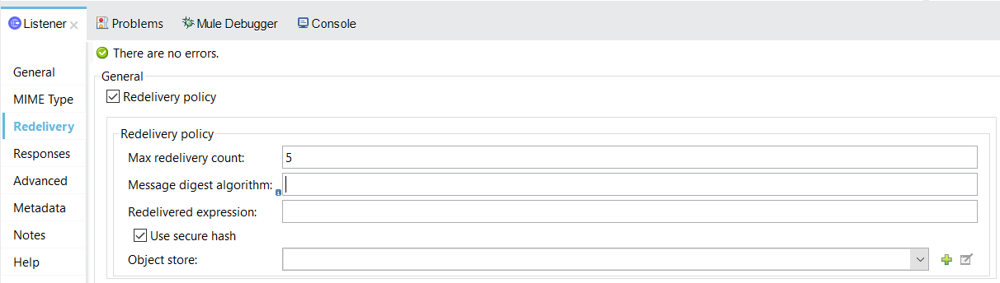 Listener Problems Mule Debugger Console
There are no errors.
General
General
Redelivery policy
MIME Type
Redelivery
Redelivery policy
Responses
Max redelivery count: 5
Advanced
Message digest algorithm:
Metadata
Redelivered expression:
Notes
Use secure hash
Help
Object store: